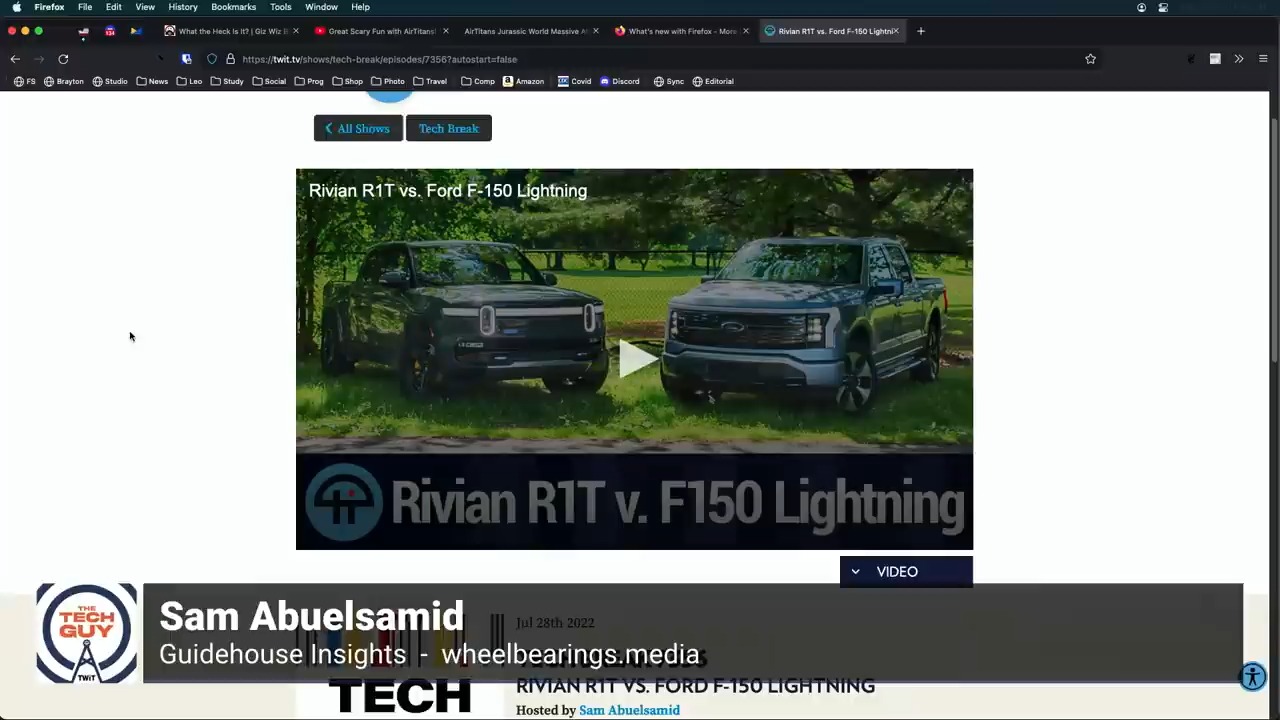 Firefox File Edit View History Bookmarks Tools Window Help
What the Heck Is It? | Giz Wiz B
Great Scary Fun with AirTitans!
AirTitans Jurassic World Massive At
What's new with Firefox - More
Rivian R1T vs. Ford F-150 Lightni
https://twit.tv/shows/tech-break/episodes/7356?autostart=false
FS Brayton Studio News Leo Study Social Prog Shop Photo Travel Comp Amazon Covid Discord Sync Editorial
All Shows
Tech Break
Rivian R1T vs. Ford F-150 Lightning
Rivian R1T v. F150 Lightning
VIDEO
THE
TECH
GUY
TWiT
Sam Abuelsamid
Guidehouse Insights - wheelbearings.media
Jul 28th 2022
TECH
RIVIAN R1T VS. FORD F-150 LIGHTNING
Hosted by Sam Abuelsamid